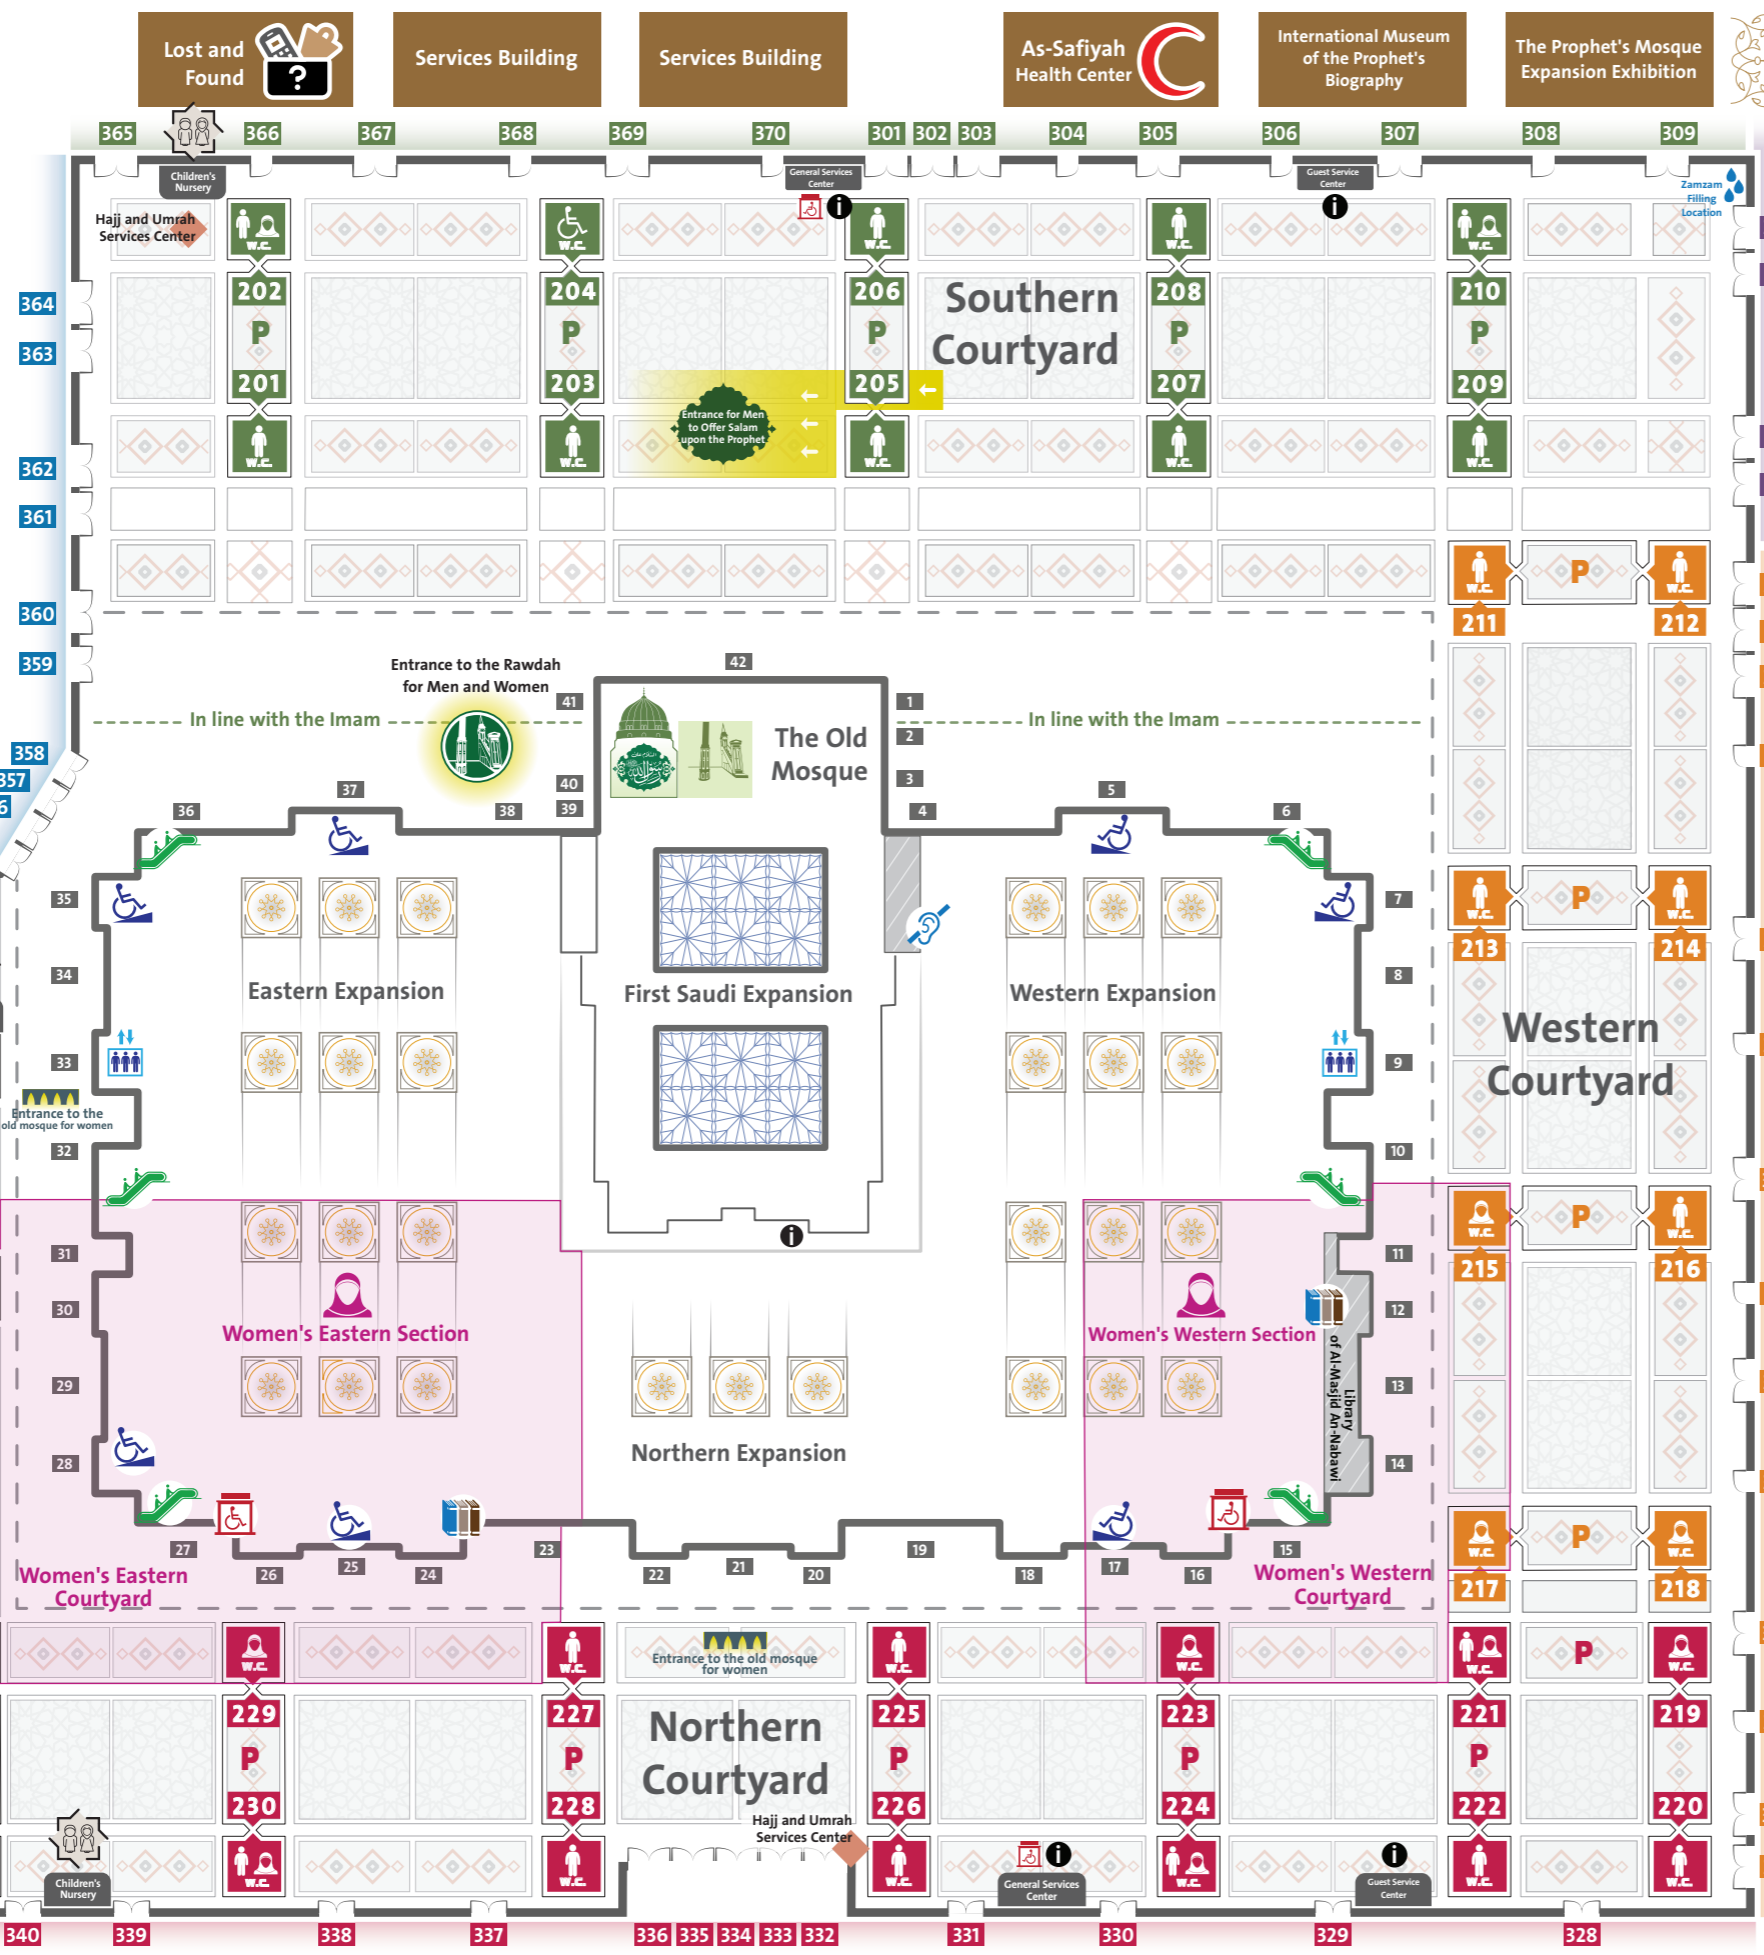 Lost and
Found
?
Services Building
Services Building
As-Safiyah
Health Center
International Museum
of the Prophet's
Biography
The Prophet's Mosque
Expansion Exhibition
365
366
367
368
369
370
301
302
303
304
305
306
307
308
309
Children's
Nursery
General Services
Center
Guest Service
Center
Zamzam
Filling
Location
Hajj and Umrah
Services Center
i
i
W.C.
W.C.
W.C.
W.C.
W.C.
202
204
206
208
210
P
P
P
P
P
Southern
Courtyard
201
203
205
207
209
Entrance for Men
to Offer Salam
upon the Prophet
W.C.
W.C.
W.C.
W.C.
W.C.
364
363
362
361
360
359
358
357
6
W.C.
P
W.C.
211
212
Entrance to the Rawdah
for Men and Women
42
41
1
In line with the Imam
In line with the Imam
2
The Old
Mosque
3
40
39
4
5
6
38
37
36
35
7
W.C.
P
W.C.
213
214
34
8
Eastern Expansion
First Saudi Expansion
Western Expansion
Western
Courtyard
33
9
Entrance to the
old mosque for women
32
10
W.C.
P
W.C.
215
216
i
31
11
30
12
Women's Eastern Section
Women's Western Section
Library
of Al-Masjid An-Nabawi
29
13
Northern Expansion
28
14
27
26
25
24
23
22
21
20
19
18
17
16
15
W.C.
P
W.C.
217
218
Women's Eastern
Courtyard
Women's Western
Courtyard
W.C.
W.C.
Entrance to the old mosque
for women
W.C.
W.C.
W.C.
P
W.C.
229
227
225
223
221
219
Northern
Courtyard
P
P
P
P
P
230
228
226
224
222
220
Hajj and Umrah
Services Center
W.C.
W.C.
W.C.
W.C.
W.C.
W.C.
Children's
Nursery
i
General Services
Center
i
Guest Service
Center
340
339
338
337
336
335
334
333
332
331
330
329
328